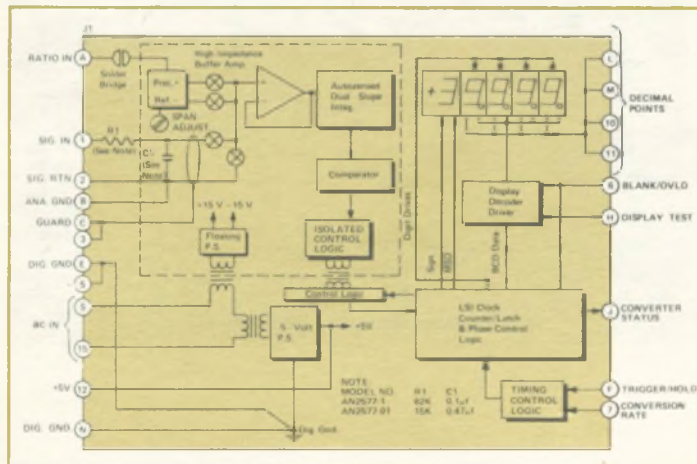 J1
RATIO IN
A
Solder
Bridge
High Impedance
Buffer Amp.
Prec.+
Ref.-
SPAN
ADJUST
SIG. IN
1
R1
(See Note)
C1
(See
Note)
SIG. RTN
2
ANA. GND
B
GUARD
C
3
DIG. GND
E
5
Autozeroed
Dual Slope
Integ.
Comparator
ISOLATED
CONTROL
LOGIC
+15 V -15 V
Floating
P.S.
Control Logic
AC IN
15
5-Volt
P.S.
+5V
+5V
12
DIG. GND
N
Dig. Gnd.
NOTE:
MODEL NO. R1 C1
AN2577-1 82K 0.1µf
AN2577-01 15K 0.47µf
Digit Drives
Sign
MSD
BCD Data
Display
Decoder
Driver
LSI Clock
Counter/Latch
& Phase Control
Logic
TIMING
CONTROL
LOGIC
L
M
10
11
DECIMAL
POINTS
6
BLANK/OVLD
H
DISPLAY TEST
J
CONVERTER
STATUS
F
TRIGGER/HOLD
7
CONVERSION
RATE